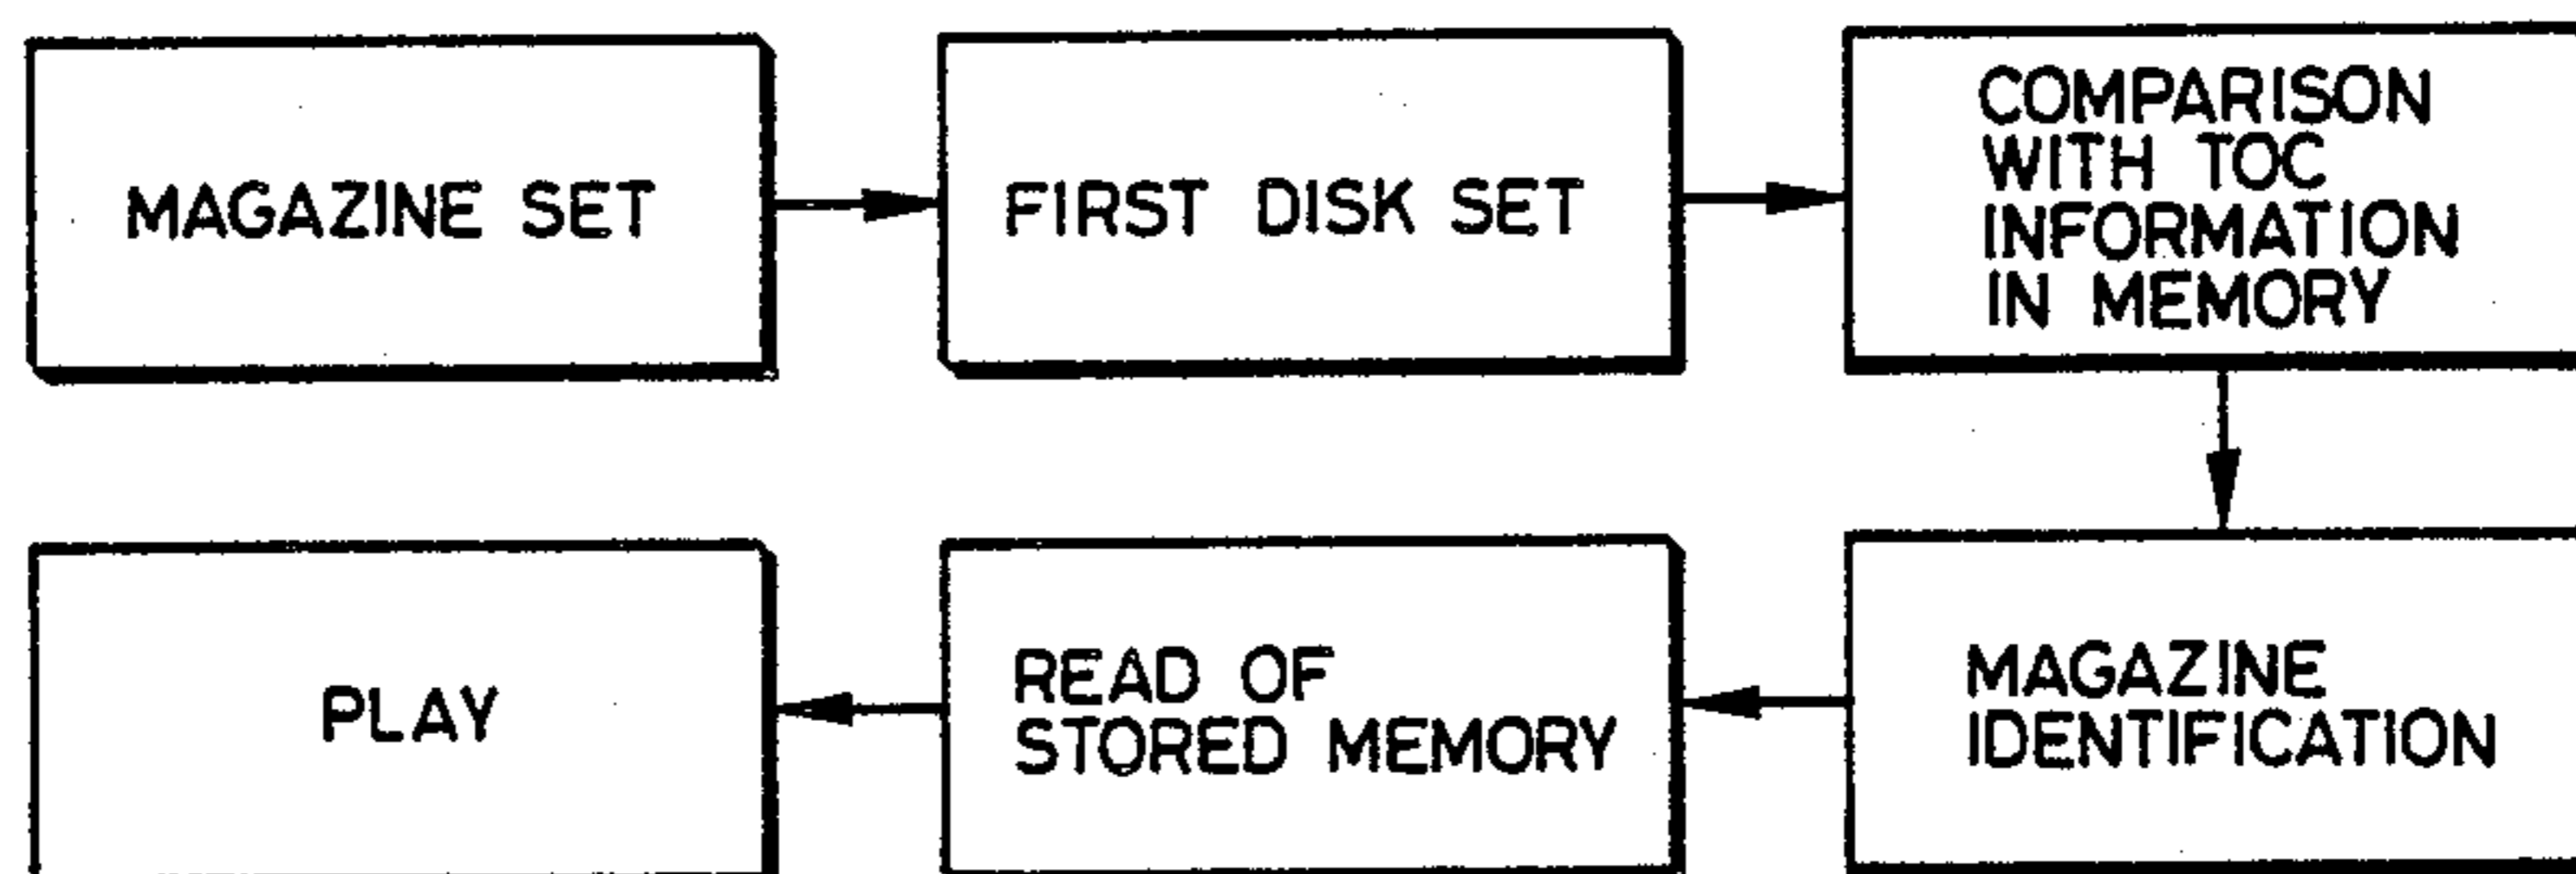 MAGAZINE SET
FIRST DISK SET
COMPARISON
WITH TOC
INFORMATION
IN MEMORY
MAGAZINE
IDENTIFICATION
READ OF
STORED MEMORY
PLAY